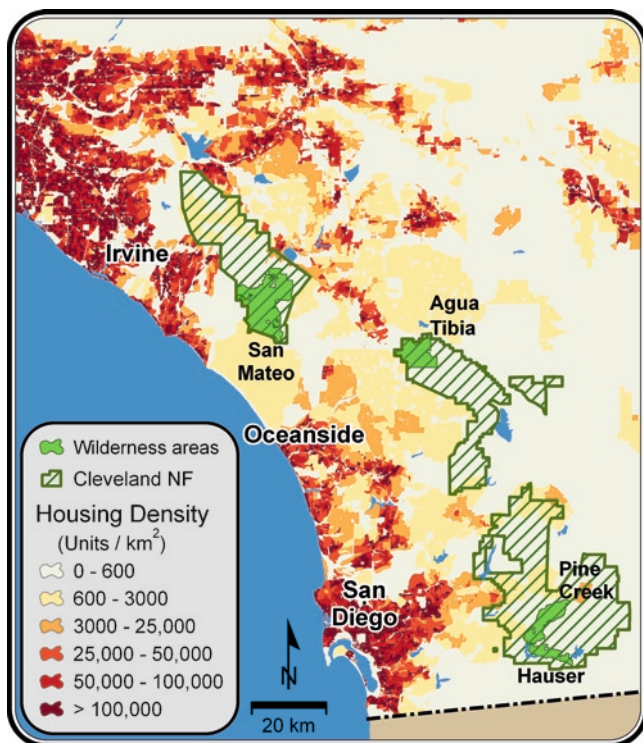 Irvine
San
Mateo
Agua
Tibia
Oceanside
Wilderness areas
Cleveland NF
Housing Density
(Units / km²)
0 - 600
600 - 3000
3000 - 25,000
25,000 - 50,000
50,000 - 100,000
> 100,000
San
Diego
Pine
Creek
Hauser
N
20 km